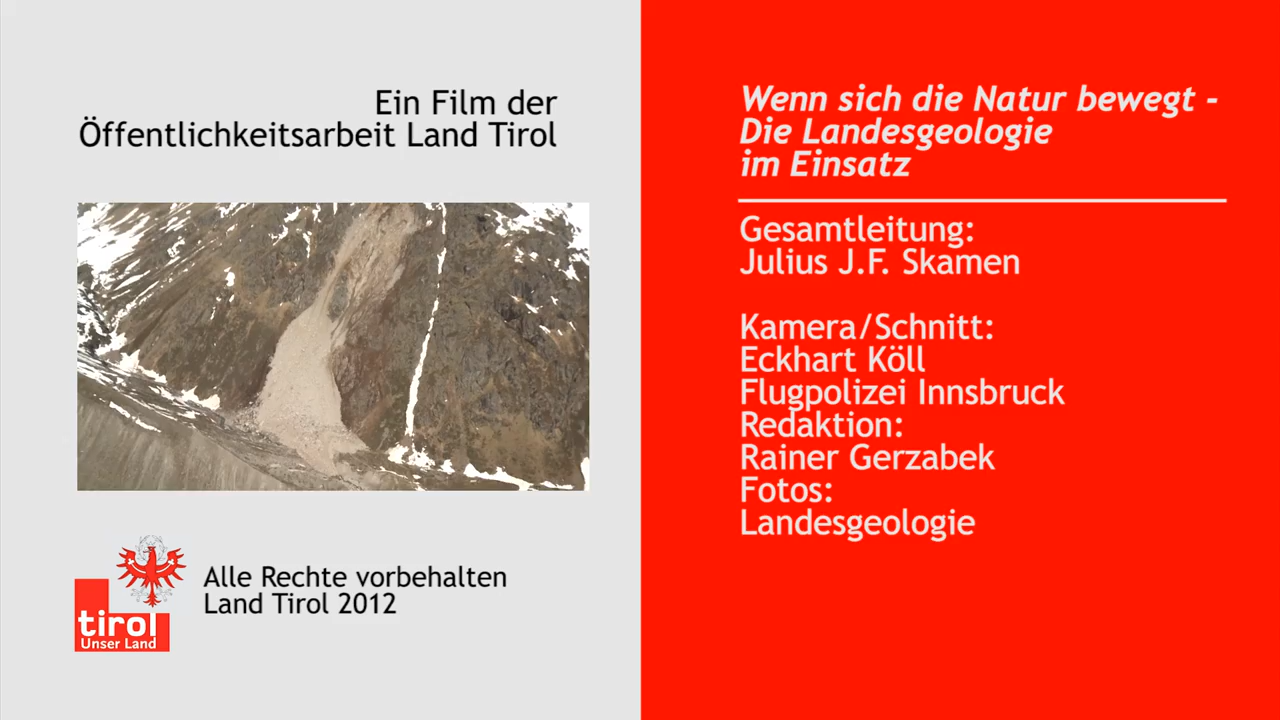 Ein Film der
Öffentlichkeitsarbeit Land Tirol
tirol
Unser Land
Alle Rechte vorbehalten
Land Tirol 2012
Wenn sich die Natur bewegt -
Die Landesgeologie
im Einsatz
Gesamtleitung:
Julius J.F. Skamen
Kamera/Schnitt:
Eckhart Köll
Flugpolizei Innsbruck
Redaktion:
Rainer Gerzabek
Fotos:
Landesgeologie